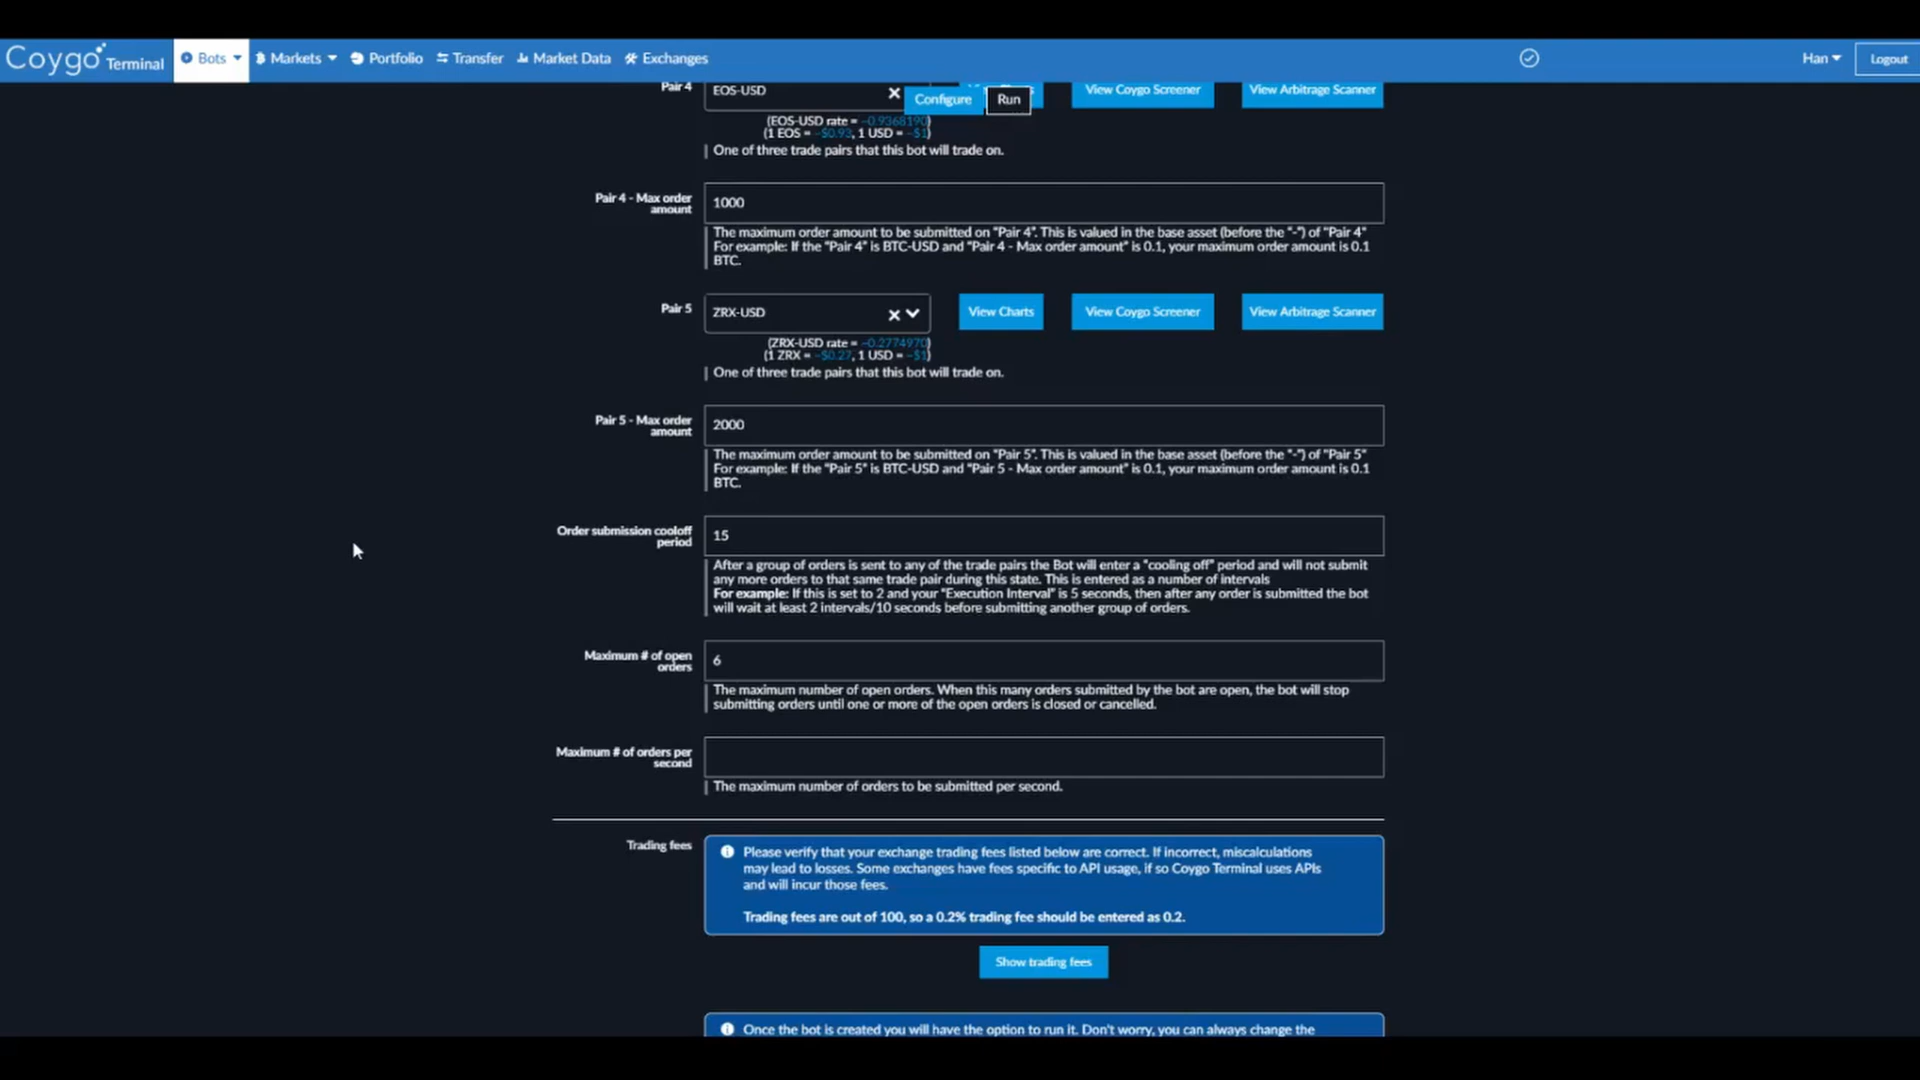 Coygo Terminal
Bots
Markets
Portfolio
Transfer
Market Data
Exchanges
Han
Logout
Pair 4
EOS-USD
Configure
Run
View Coygo Screener
View Arbitrage Scanner
(EOS-USD rate = ~0.9368190)
(1 EOS = ~$0.93, 1 USD = ~$1)
One of three trade pairs that this bot will trade on.
Pair 4 - Max order
amount
1000
The maximum order amount to be submitted on "Pair 4". This is valued in the base asset (before the "-") of "Pair 4"
For example: If the "Pair 4" is BTC-USD and "Pair 4 - Max order amount" is 0.1, your maximum order amount is 0.1
BTC.
Pair 5
ZRX-USD
View Charts
View Coygo Screener
View Arbitrage Scanner
(ZRX-USD rate = ~0.2774970)
(1 ZRX = ~$0.27, 1 USD = ~$1)
One of three trade pairs that this bot will trade on.
Pair 5 - Max order
amount
2000
The maximum order amount to be submitted on "Pair 5". This is valued in the base asset (before the "-") of "Pair 5"
For example: If the "Pair 5" is BTC-USD and "Pair 5 - Max order amount" is 0.1, your maximum order amount is 0.1
BTC.
Order submission cooloff
period
15
After a group of orders is sent to any of the trade pairs the Bot will enter a "cooling off" period and will not submit
any more orders to that same trade pair during this state. This is entered as a number of intervals
For example: If this is set to 2 and your "Execution Interval" is 5 seconds, then after any order is submitted the bot
will wait at least 2 intervals/10 seconds before submitting another group of orders.
Maximum # of open
orders
6
The maximum number of open orders. When this many orders submitted by the bot are open, the bot will stop
submitting orders until one or more of the open orders is closed or cancelled.
Maximum # of orders per
second
The maximum number of orders to be submitted per second.
Trading fees
Please verify that your exchange trading fees listed below are correct. If incorrect, miscalculations
may lead to losses. Some exchanges have fees specific to API usage, if so Coygo Terminal uses APIs
and will incur those fees.
Trading fees are out of 100, so a 0.2% trading fee should be entered as 0.2.
Show trading fees
Once the bot is created you will have the option to run it. Don't worry, you can always change the